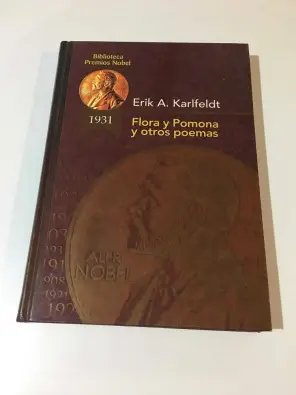 Biblioteca
Premios Nobel
Erik A. Karlfeldt
1931
Flora y Pomona
y otros poemas
ALFR
NOBEL